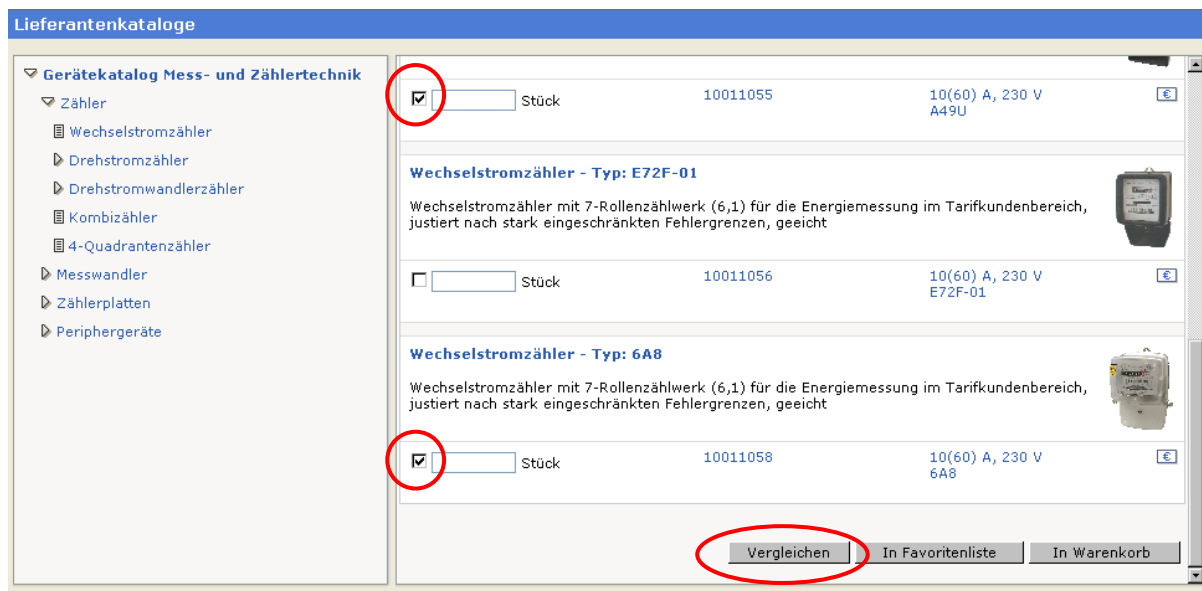 Lieferantenkataloge
Gerätekatalog Mess- und Zählertechnik
Zähler
Wechselstromzähler
Drehstromzähler
Drehstromwandlerzähler
Kombizähler
4-Quadrantenzähler
Messwandler
Zählerplatten
Periphergeräte
Stück 10011055 10(60) A, 230 V €
A49U
Wechselstromzähler - Typ: E72F-01
Wechselstromzähler mit 7-Rollenzählwerk (6,1) für die Energiemessung im Tarifkundenbereich,
justiert nach stark eingeschränkten Fehlergrenzen, geeicht
Stück 10011056 10(60) A, 230 V €
E72F-01
Wechselstromzähler - Typ: 6A8
Wechselstromzähler mit 7-Rollenzählwerk (6,1) für die Energiemessung im Tarifkundenbereich,
justiert nach stark eingeschränkten Fehlergrenzen, geeicht
Stück 10011058 10(60) A, 230 V €
6A8
Vergleichen In Favoritenliste In Warenkorb